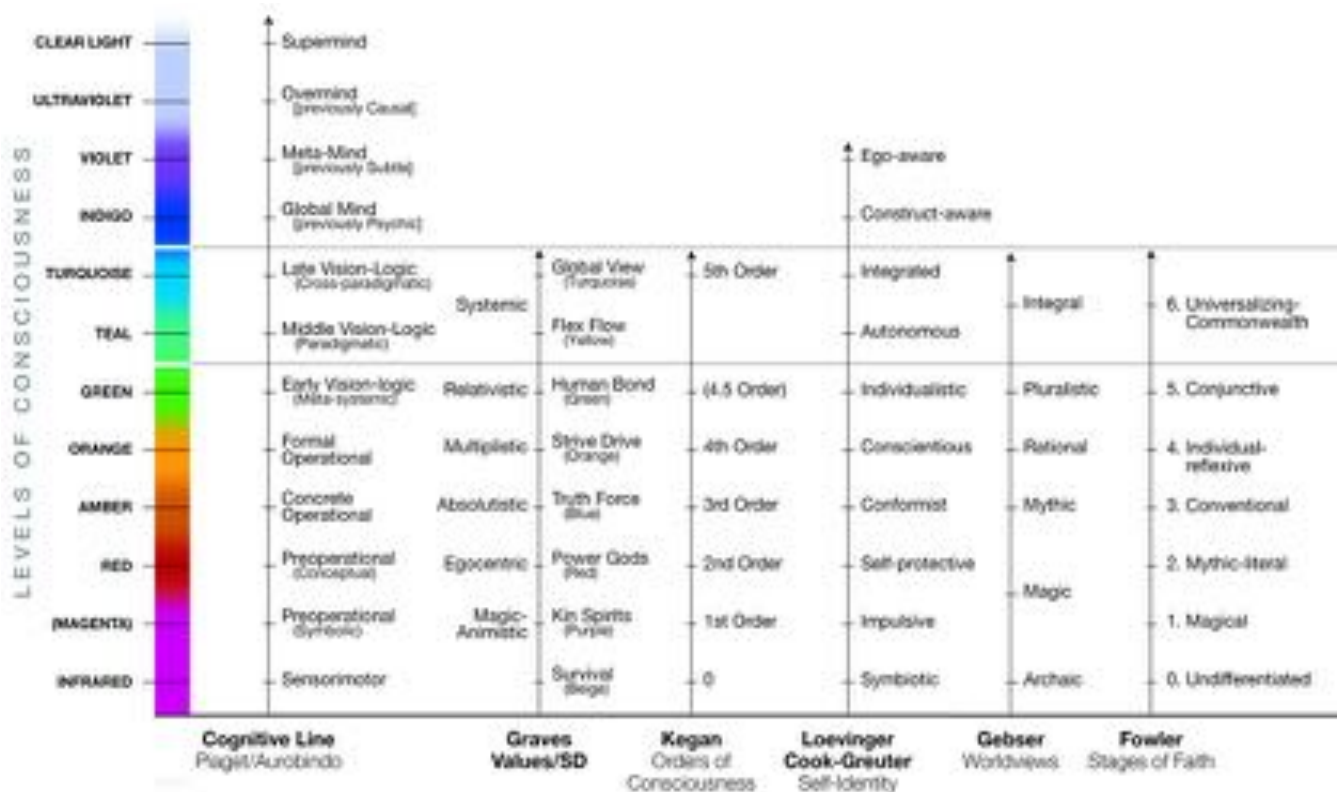 LEVELS OF CONSCIOUSNESS
CLEAR LIGHT
Supermind
ULTRAVIOLET
Overmind
[previously Causal]
VIOLET
Meta-Mind
[previously Subtle]
Ego-aware
INDIGO
Global Mind
[previously Psychic]
Construct-aware
TURQUOISE
Late Vision-Logic
(Cross-paradigmatic)
Systemic
Global View
(Turquoise)
5th Order
Integrated
Integral
6. Universalizing-
Commonwealth
TEAL
Middle Vision-Logic
(Paradigmatic)
Flex Flow
(Yellow)
Autonomous
GREEN
Early Vision-logic
(Meta-systemic)
Relativistic
Human Bond
(Green)
(4.5 Order)
Individualistic
Pluralistic
5. Conjunctive
ORANGE
Formal
Operational
Multiplistic
Strive Drive
(Orange)
4th Order
Conscientious
Rational
4. Individual-
reflexive
AMBER
Concrete
Operational
Absolutistic
Truth Force
(Blue)
3rd Order
Conformist
Mythic
3. Conventional
RED
Preoperational
(Conceptual)
Egocentric
Power Gods
(Red)
2nd Order
Self-protective
Magic
2. Mythic-literal
(MAGENTA)
Preoperational
(Symbolic)
Magic-
Animistic
Kin Spirits
(Purple)
1st Order
Impulsive
1. Magical
INFRARED
Sensorimotor
Survival
(Beige)
0
Symbiotic
Archaic
0. Undifferentiated
Cognitive Line
Piaget/Aurobindo
Graves
Values/SD
Kegan
Orders of
Consciousness
Loevinger
Cook-Greuter
Self-Identity
Gebser
Worldviews
Fowler
Stages of Faith